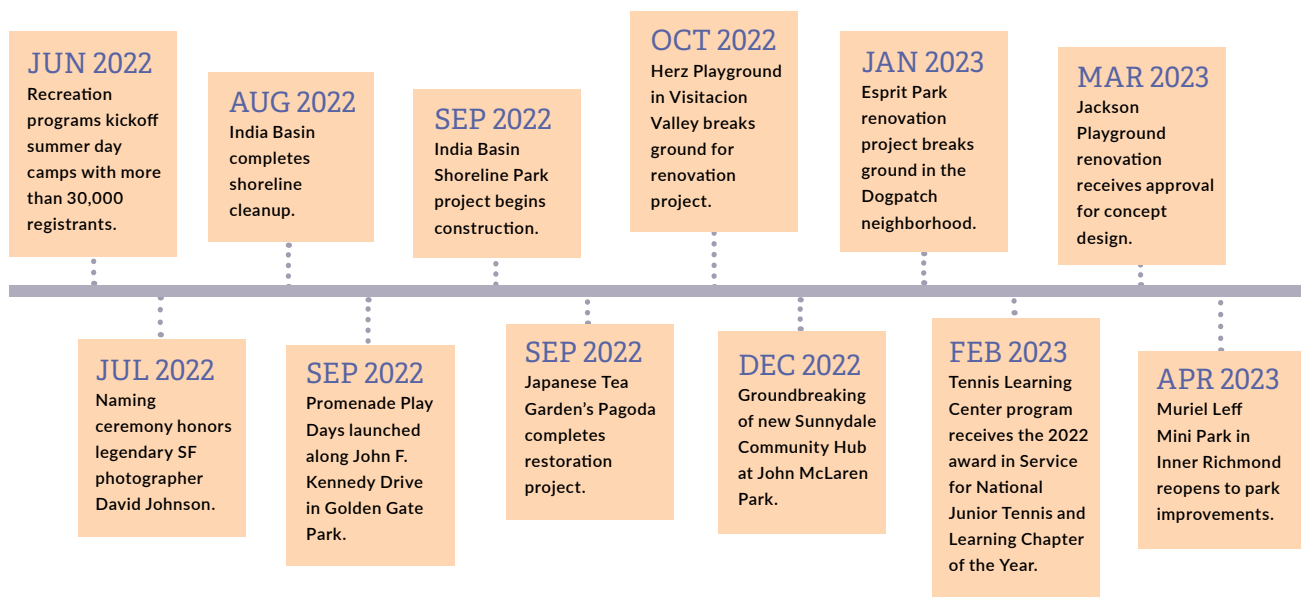 JUN 2022
Recreation
programs kickoff
summer day
camps with more
than 30,000
registrants.
JUL 2022
Naming
ceremony honors
legendary SF
photographer
David Johnson.
AUG 2022
India Basin
completes
shoreline
cleanup.
SEP 2022
Promenade Play
Days launched
along John F.
Kennedy Drive
in Golden Gate
Park.
SEP 2022
India Basin
Shoreline Park
project begins
construction.
SEP 2022
Japanese Tea
Garden’s Pagoda
completes
restoration
project.
OCT 2022
Herz Playground
in Visitacion
Valley breaks
ground for
renovation
project.
DEC 2022
Groundbreaking
of new Sunnydale
Community Hub
at John McLaren
Park.
JAN 2023
Esprit Park
renovation
project breaks
ground in the
Dogpatch
neighborhood.
FEB 2023
Tennis Learning
Center program
receives the 2022
award in Service
for National
Junior Tennis and
Learning Chapter
of the Year.
MAR 2023
Jackson
Playground
renovation
receives approval
for concept
design.
APR 2023
Muriel Leff
Mini Park in
Inner Richmond
reopens to park
improvements.